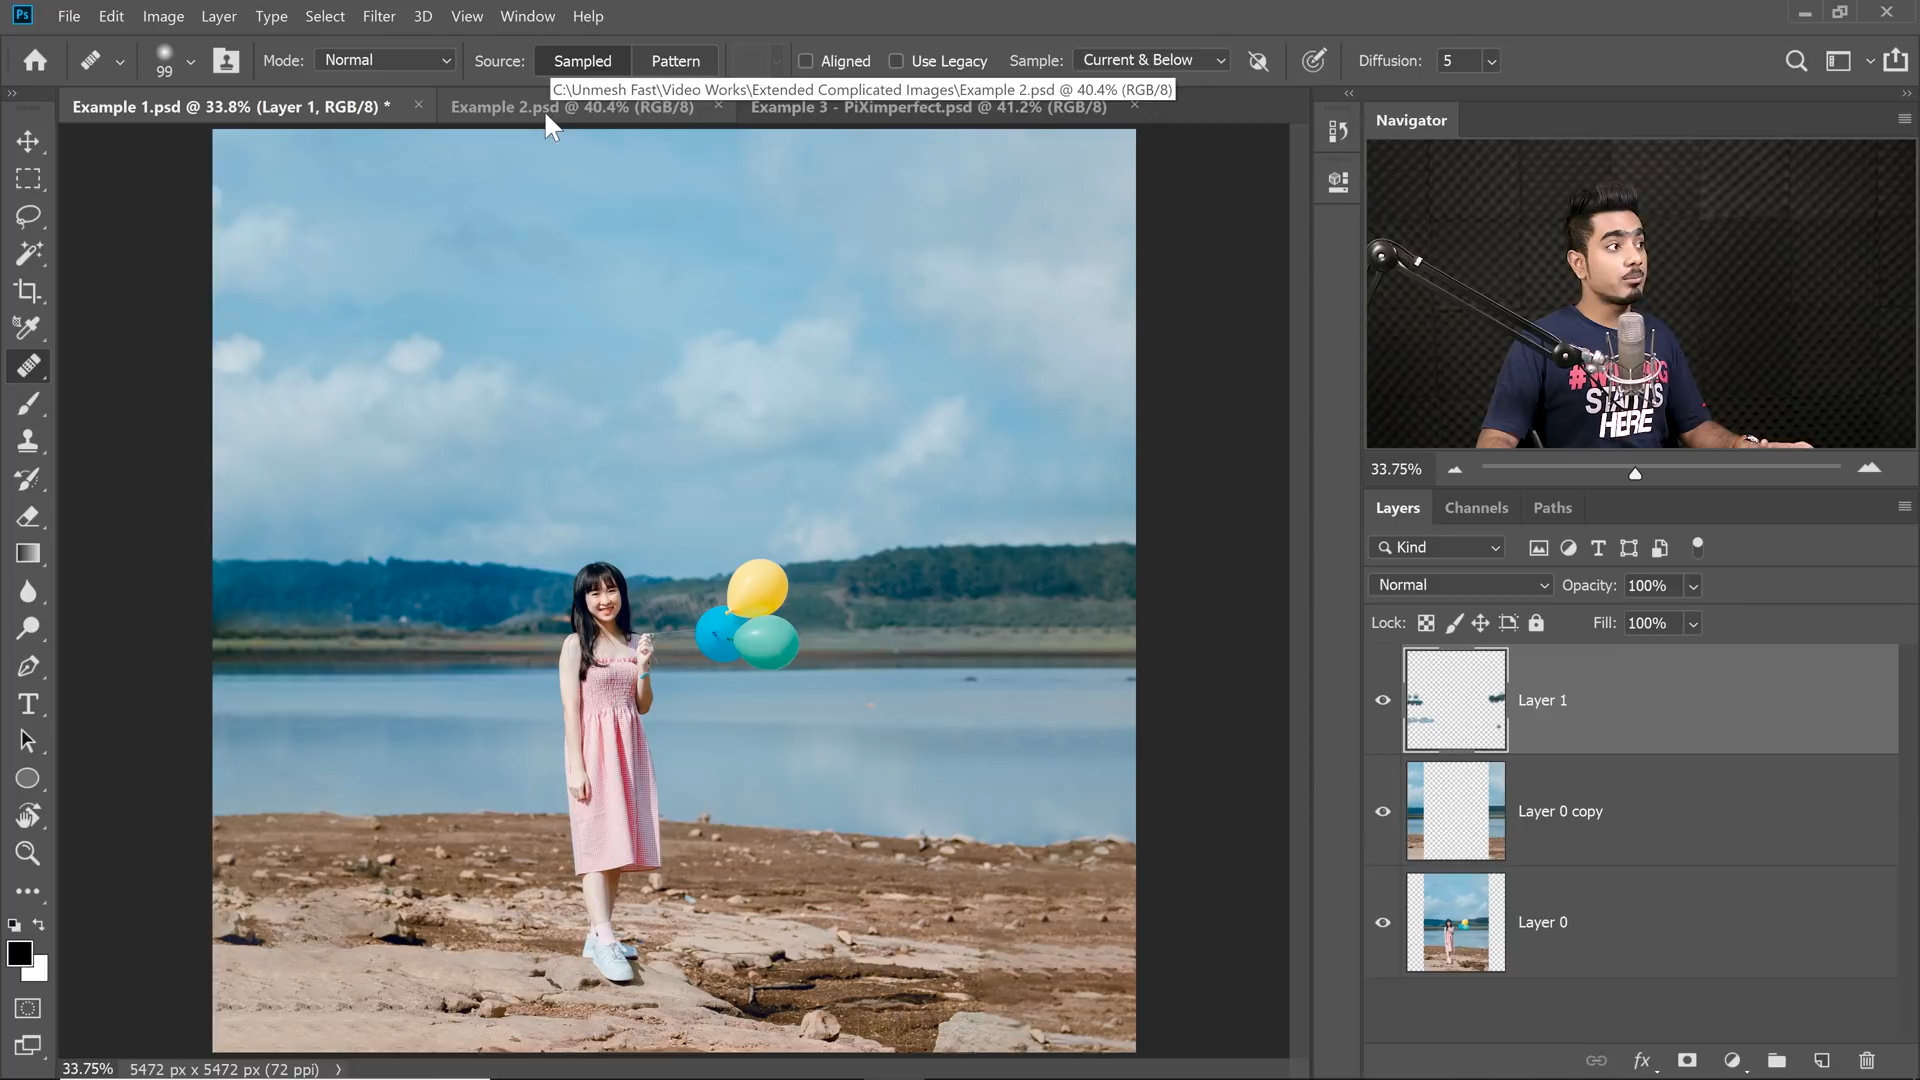 Ps File Edit Image Layer Type Select Filter 3D View Window Help
99 Mode: Normal Source: Sampled Pattern Aligned Use Legacy Sample: Current & Below Diffusion: 5
C:\Unmesh Fast\Video Works\Extended Complicated Images\Example 2.psd @ 40.4% (RGB/8)
Example 1.psd @ 33.8% (Layer 1, RGB/8) * Example 2.psd @ 40.4% (RGB/8) Example 3 - PiXimperfect.psd @ 41.2% (RGB/8)
Navigator
STATS
HERE
33.75%
Layers Channels Paths
Kind
Normal Opacity: 100%
Lock: Fill: 100%
Layer 1
Layer 0 copy
Layer 0
fx
33.75% 5472 px x 5472 px (72 ppi)